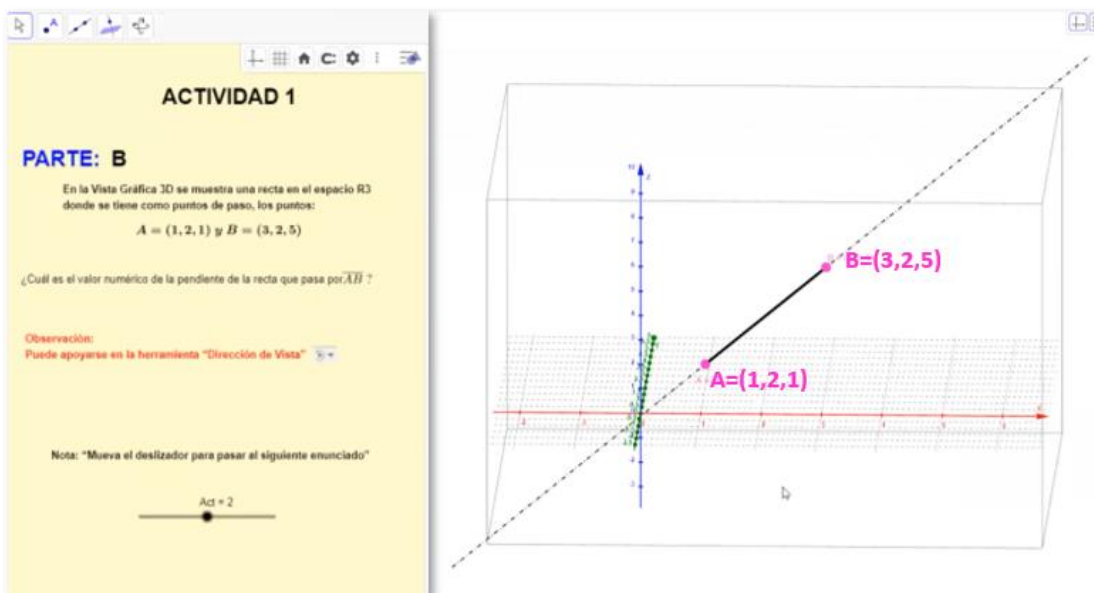 ACTIVIDAD 1
PARTE: B
En la Vista Gráfica 3D se muestra una recta en el espacio R3
donde se tiene como puntos de paso, los puntos:
A = (1, 2, 1) y B = (3, 2, 5)
¿Cuál es el valor numérico de la pendiente de la recta que pasa por AB ?
Observación:
Puede apoyarse en la herramienta “Dirección de Vista”
Nota: “Mueva el deslizador para pasar al siguiente enunciado”
Act = 2
B=(3,2,5)
A=(1,2,1)